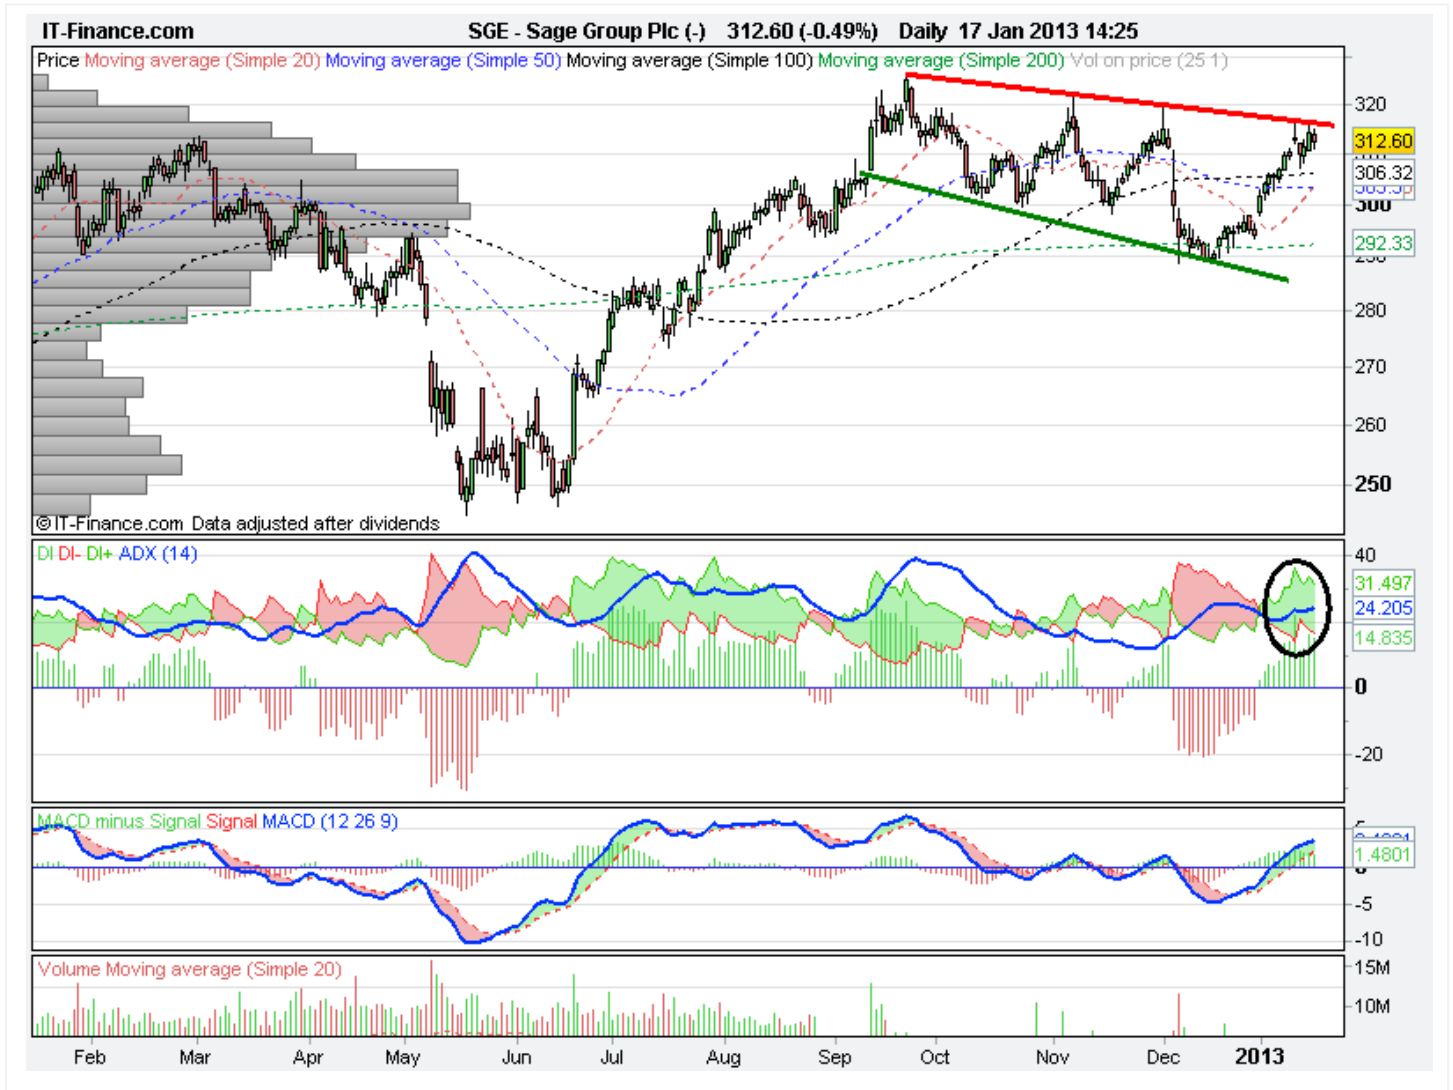 IT-Finance.com SGE - Sage Group Plc (-) 312.60 (-0.49%) Daily 17 Jan 2013 14:25
Price Moving average (Simple 20) Moving average (Simple 50) Moving average (Simple 100) Moving average (Simple 200) Vol on price (25 1)
320
312.60
306.32
300
292.33
280
270
260
250
© IT-Finance.com Data adjusted after dividends
DI DI- DI+ ADX (14)
40
31.497
24.205
14.835
0
-20
MACD minus Signal Signal MACD (12 26 9)
1.4801
-5
-10
Volume Moving average (Simple 20)
15M
10M
Feb Mar Apr May Jun Jul Aug Sep Oct Nov Dec 2013